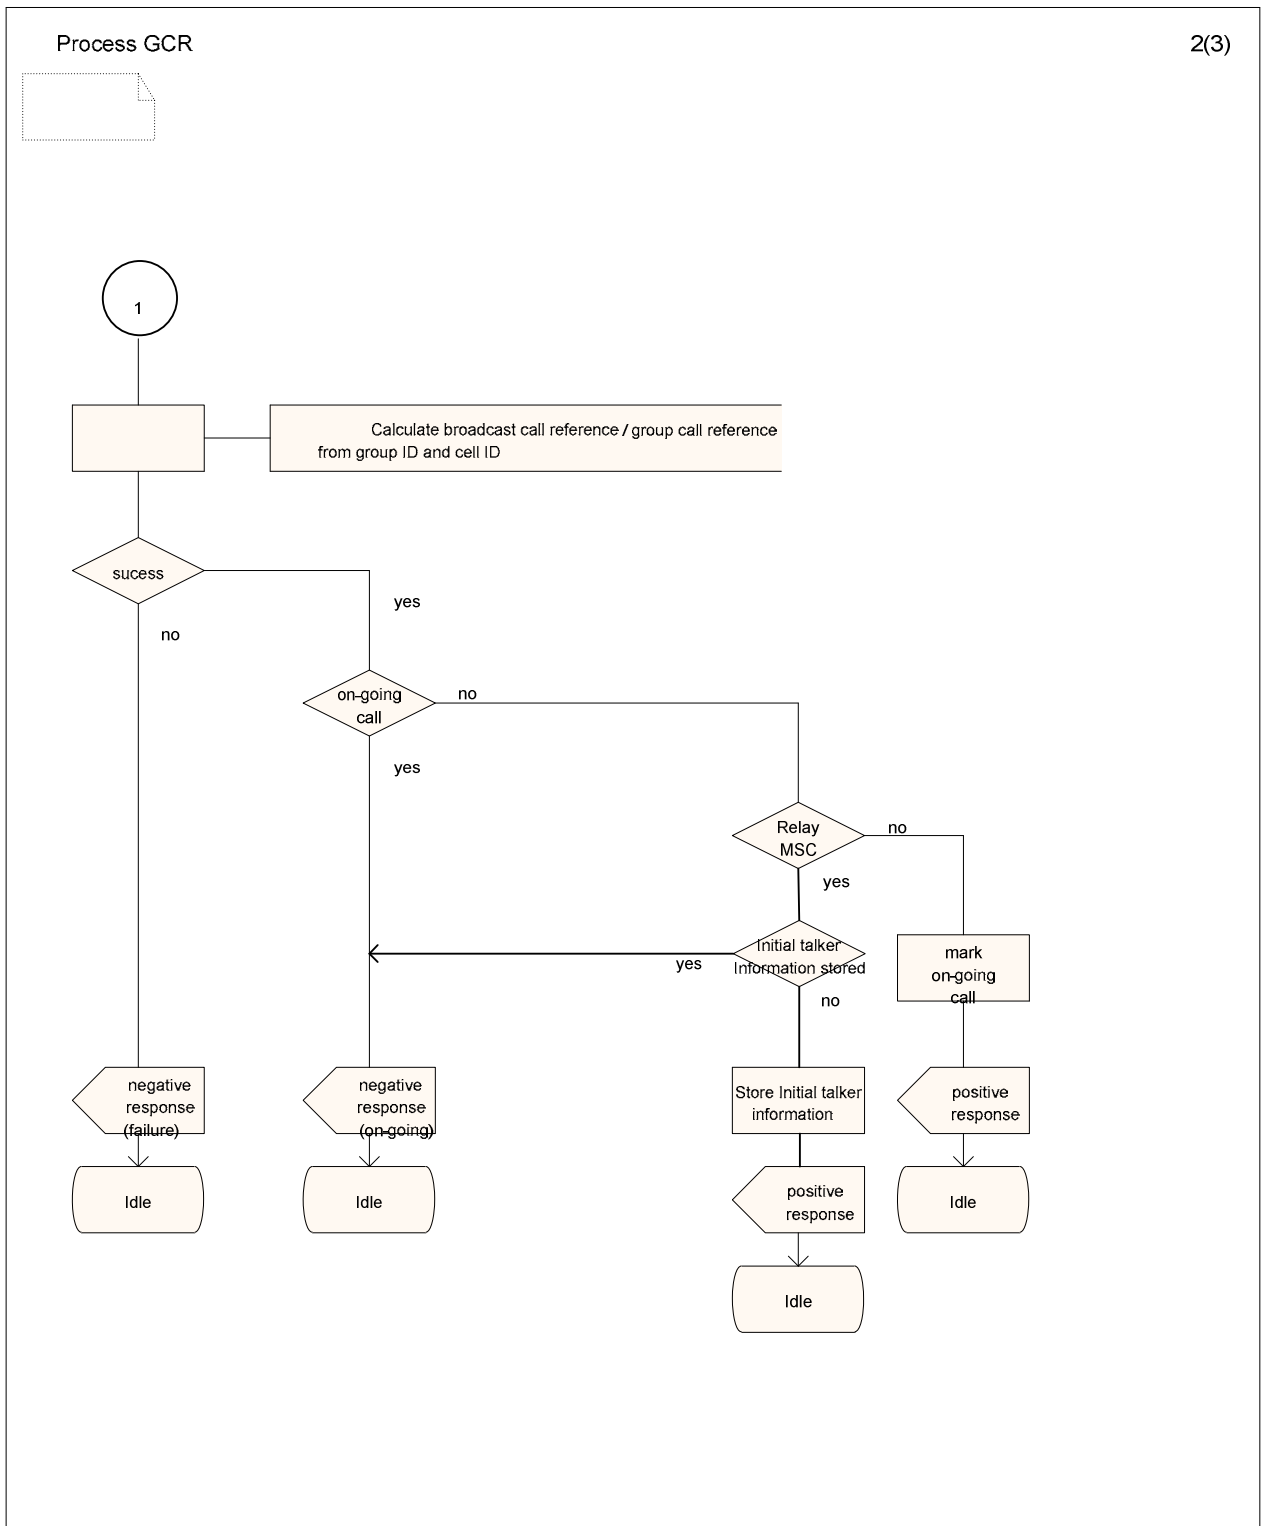 Process GCR
2(3)
1
Calculate broadcast call reference / group call reference
from group ID and cell ID
sucess
yes
no
on-going
call
no
yes
Relay
MSC
no
yes
Initial talker
Information stored
yes
no
mark
on-going
call
negative
response
(failure)
negative
response
(on-going)
Store Initial talker
information
positive
response
Idle
Idle
positive
response
Idle
Idle